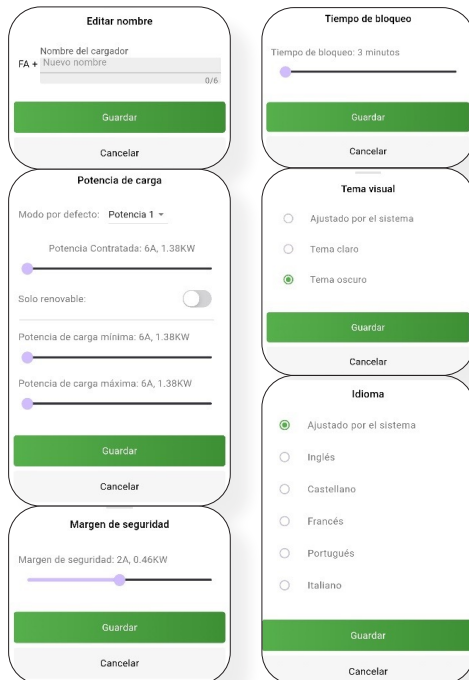 Editar nombre
Nombre del cargador
FA + Nuevo nombre
0/6
Guardar
Cancelar
Potencia de carga
Modo por defecto: Potencia 1
Potencia Contratada: 6A, 1.38KW
Solo renovable:
Potencia de carga mínima: 6A, 1.38KW
Potencia de carga máxima: 6A, 1.38KW
Guardar
Cancelar
Margen de seguridad
Margen de seguridad: 2A, 0.46KW
Guardar
Cancelar
Tiempo de bloqueo
Tiempo de bloqueo: 3 minutos
Guardar
Cancelar
Tema visual
Ajustado por el sistema
Tema claro
Tema oscuro
Guardar
Cancelar
Idioma
Ajustado por el sistema
Inglés
Castellano
Francés
Portugués
Italiano
Guardar
Cancelar